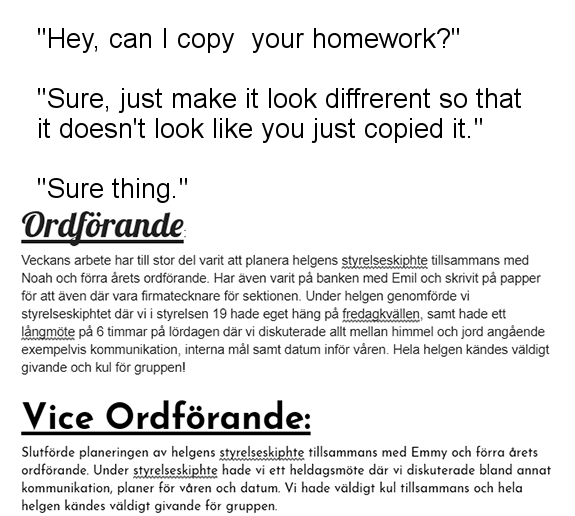 "Hey, can I copy  your homework?"
"Sure, just make it look diffrerent so that
it doesn't look like you just copied it."
"Sure thing."
Ordförande:
Veckans arbete har till stor del varit att planera helgens styrelseskiphte tillsammans med
Noah och förra årets ordförande. Har även varit på banken med Emil och skrivit på papper
för att även där vara firmatecknare för sektionen. Under helgen genomförde vi
styrelseskiphtet där vi i styrelsen 19 hade eget häng på fredagkvällen, samt hade ett
långmöte på 6 timmar på lördagen där vi diskuterade allt mellan himmel och jord angående
exempelvis kommunikation, interna mål samt datum inför våren. Hela helgen kändes väldigt
givande och kul för gruppen!
Vice Ordförande:
Slutförde planeringen av helgens styrelseskiphte tillsammans med Emmy och förra årets
ordförande. Under styrelseskiphte hade vi ett heldagsmöte där vi diskuterade bland annat
kommunikation, planer för våren och datum. Vi hade väldigt kul tillsammans och hela
helgen kändes väldigt givande för gruppen.